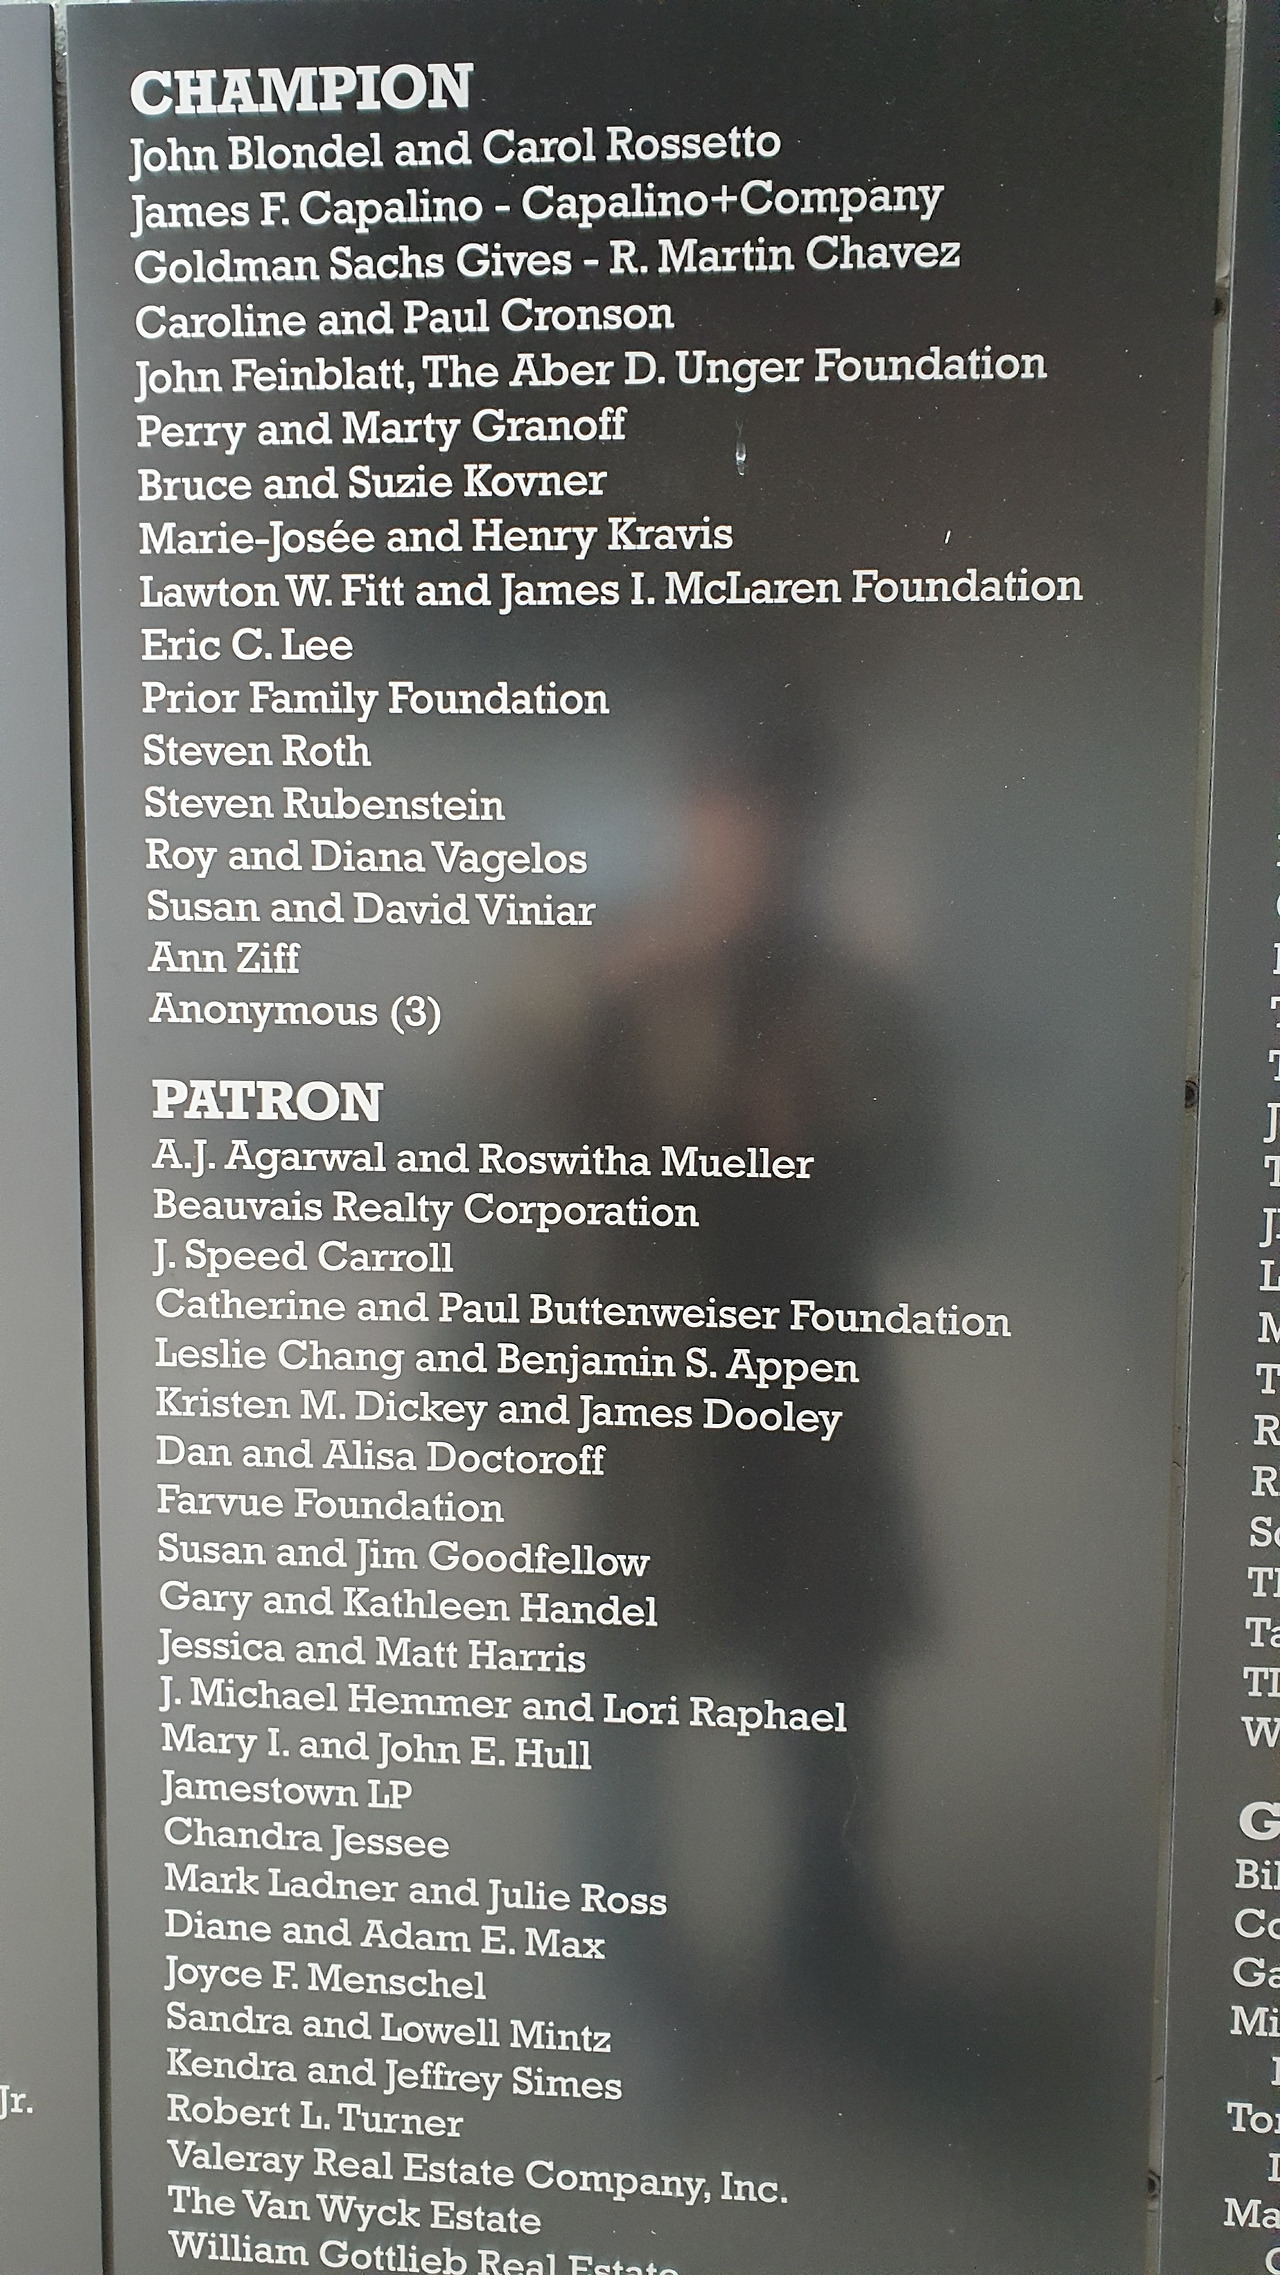 CHAMPION
John Blondel and Carol Rossetto
James F. Capalino - Capalino+Company
Goldman Sachs Gives - R. Martin Chavez
Caroline and Paul Cronson
John Feinblatt, The Aber D. Unger Foundation
Perry and Marty Granoff
Bruce and Suzie Kovner
Marie-Josée and Henry Kravis
Lawton W. Fitt and James I. McLaren Foundation
Eric C. Lee
Prior Family Foundation
Steven Roth
Steven Rubenstein
Roy and Diana Vagelos
Susan and David Viniar
Ann Ziff
Anonymous (3)
PATRON
A.J. Agarwal and Roswitha Mueller
Beauvais Realty Corporation
J. Speed Carroll
Catherine and Paul Buttenweiser Foundation
Leslie Chang and Benjamin S. Appen
Kristen M. Dickey and James Dooley
Dan and Alisa Doctoroff
Farvue Foundation
Susan and Jim Goodfellow
Gary and Kathleen Handel
Jessica and Matt Harris
J. Michael Hemmer and Lori Raphael
Mary I. and John E. Hull
Jamestown LP
Chandra Jessee
Mark Ladner and Julie Ross
Diane and Adam E. Max
Joyce F. Menschel
Sandra and Lowell Mintz
Kendra and Jeffrey Simes
Robert L. Turner
Valeray Real Estate Company, Inc.
The Van Wyck Estate
William Gottlieb Real Estate
Jr.